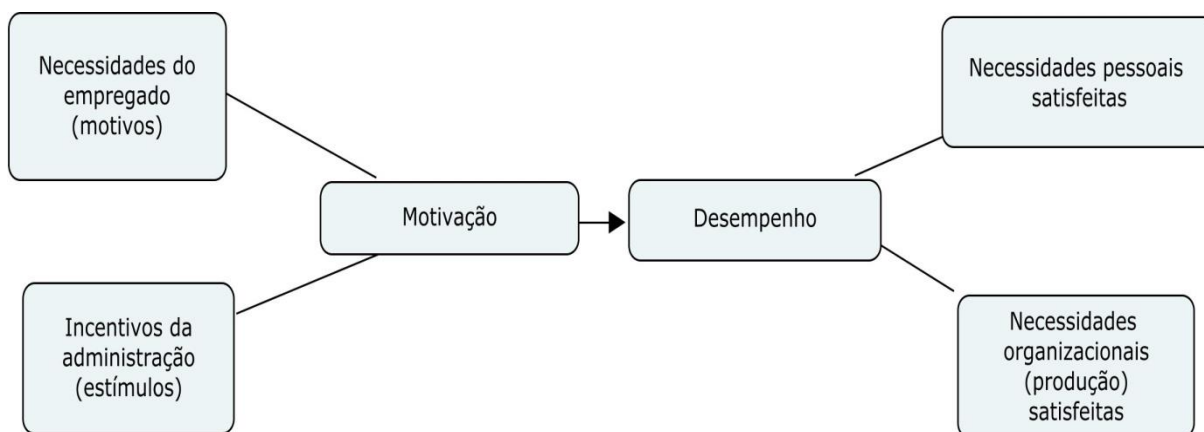 Necessidades do
empregado
(motivos)
Incentivos da
administração
(estímulos)
Motivação
Desempenho
Necessidades pessoais
satisfeitas
Necessidades
organizacionais
(produção)
satisfeitas